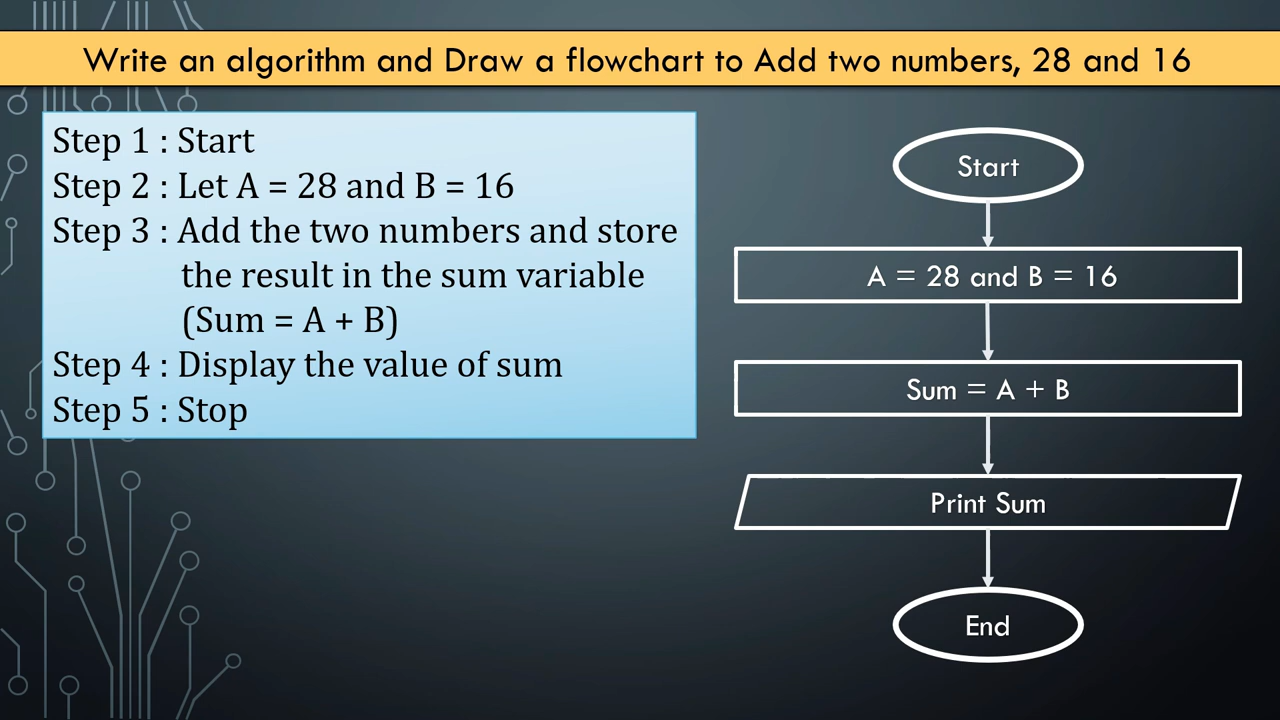 Write an algorithm and Draw a flowchart to Add two numbers, 28 and 16
Step 1 : Start
Step 2 : Let A = 28 and B = 16
Step 3 : Add the two numbers and store
the result in the sum variable
(Sum = A + B)
Step 4 : Display the value of sum
Step 5 : Stop
Start
A = 28 and B = 16
Sum = A + B
Print Sum
End